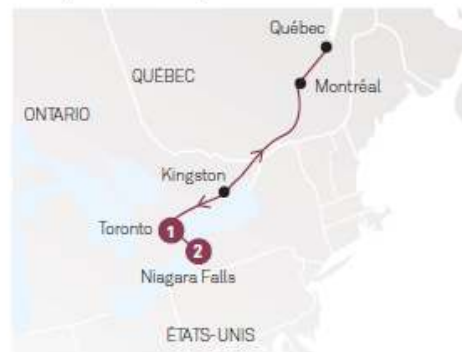 Québec
QUÉBEC
Montréal
ONTARIO
Kingston
Toronto 1
2
Niagara Falls
ÉTATS-UNIS